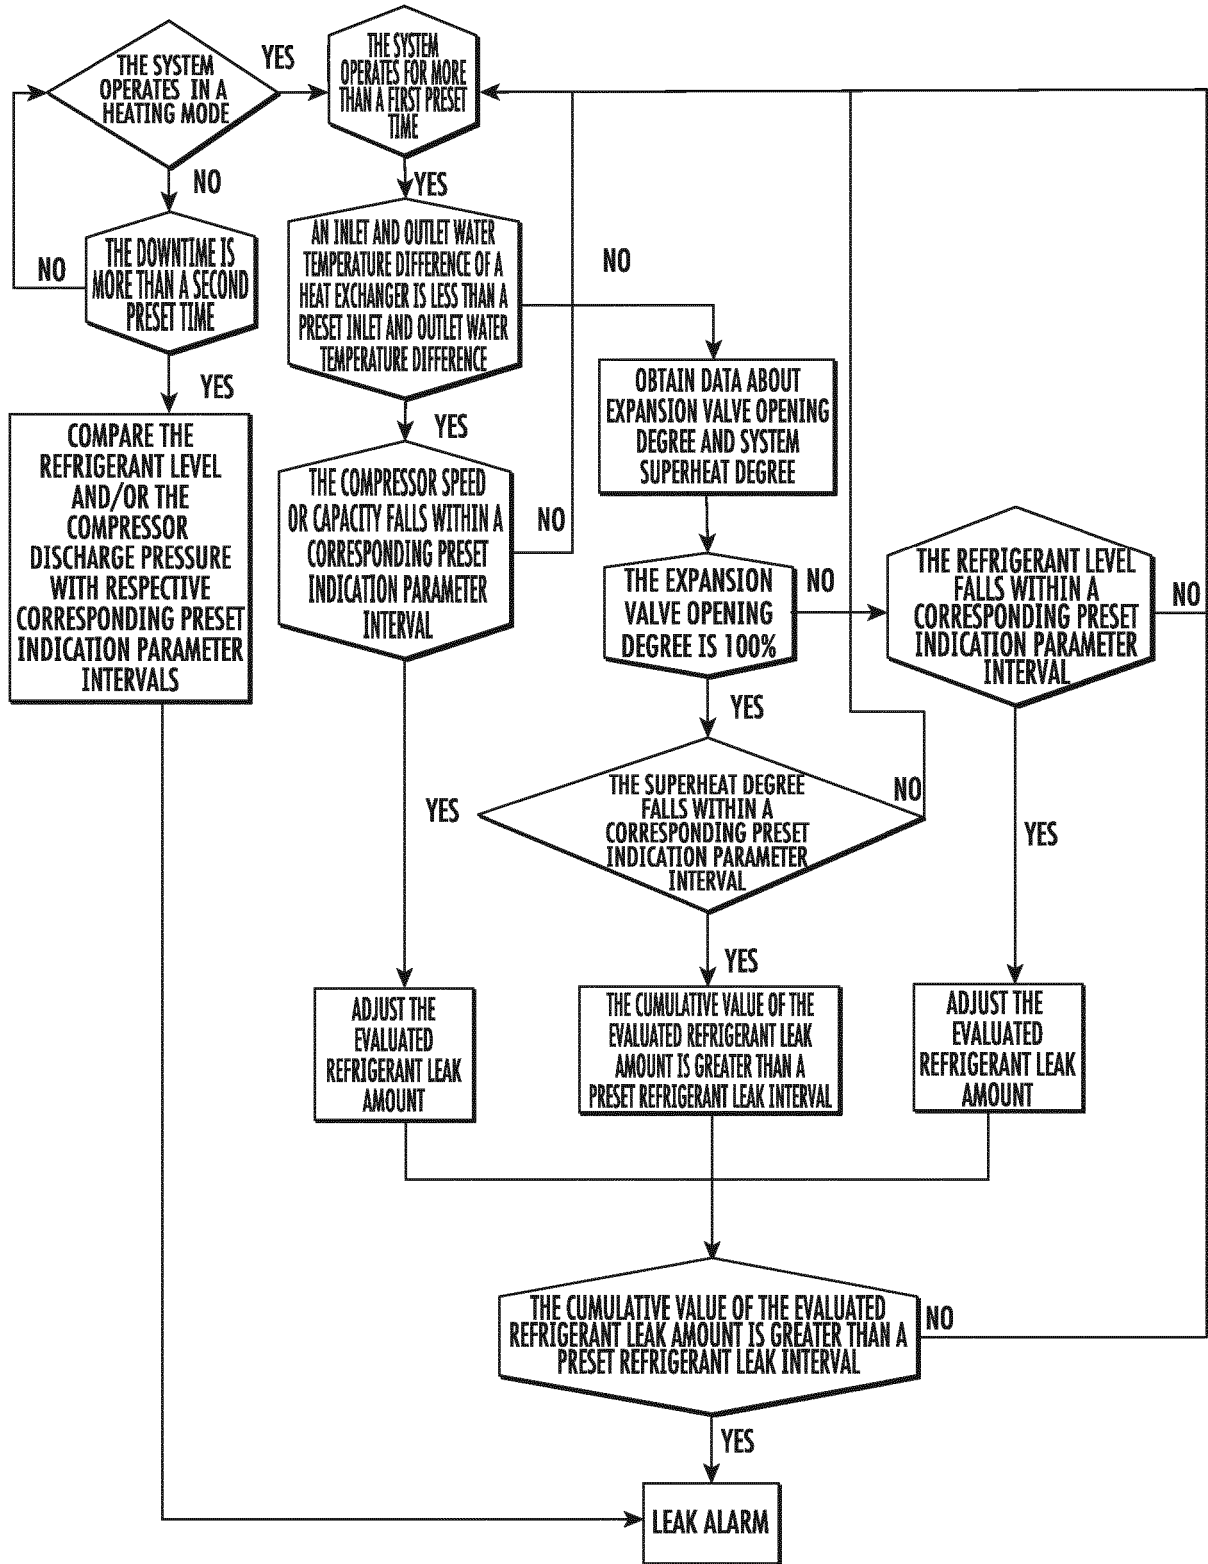 THE SYSTEM
OPERATES IN A
HEATING MODE
YES
THE SYSTEM
OPERATES FOR MORE
THAN A FIRST PRESET
TIME
NO
YES
THE DOWNTIME IS
MORE THAN A SECOND
PRESET TIME
NO
YES
AN INLET AND OUTLET WATER
TEMPERATURE DIFFERENCE OF A
HEAT EXCHANGER IS LESS THAN A
PRESET INLET AND OUTLET WATER
TEMPERATURE DIFFERENCE
NO
YES
COMPARE THE
REFRIGERANT LEVEL
AND/OR THE
COMPRESSOR
DISCHARGE PRESSURE
WITH RESPECTIVE
CORRESPONDING PRESET
INDICATION PARAMETER
INTERVALS
THE COMPRESSOR SPEED
OR CAPACITY FALLS WITHIN A
CORRESPONDING PRESET
INDICATION PARAMETER
INTERVAL
NO
OBTAIN DATA ABOUT
EXPANSION VALVE OPENING
DEGREE AND SYSTEM
SUPERHEAT DEGREE
THE EXPANSION
VALVE OPENING
DEGREE IS 100%
NO
THE REFRIGERANT LEVEL
FALLS WITHIN A
CORRESPONDING PRESET
INDICATION PARAMETER
INTERVAL
NO
YES
YES
THE SUPERHEAT DEGREE
FALLS WITHIN A
CORRESPONDING PRESET
INDICATION PARAMETER
INTERVAL
NO
YES
YES
ADJUST THE
EVALUATED
REFRIGERANT LEAK
AMOUNT
THE CUMULATIVE VALUE OF THE
EVALUATED REFRIGERANT LEAK
AMOUNT IS GREATER THAN A
PRESET REFRIGERANT LEAK INTERVAL
ADJUST THE
EVALUATED
REFRIGERANT LEAK
AMOUNT
THE CUMULATIVE VALUE OF THE EVALUATED
REFRIGERANT LEAK AMOUNT IS GREATER THAN A
PRESET REFRIGERANT LEAK INTERVAL
NO
YES
LEAK ALARM